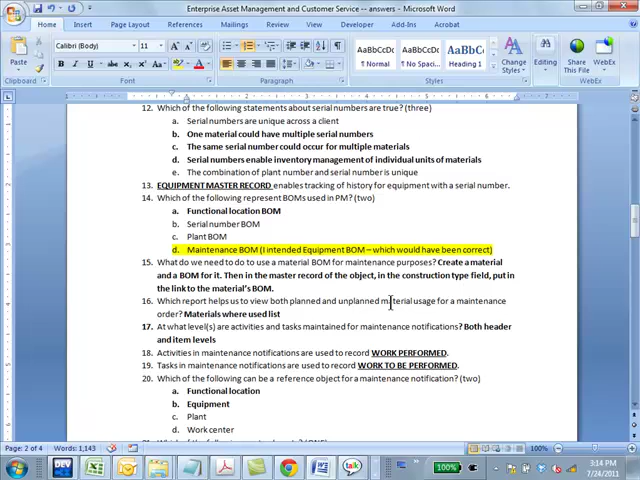 Enterprise Asset Management and Customer Service -- answers - Microsoft Word
Home Insert Page Layout References Mailings Review View Developer Add-Ins Acrobat
Calibri (Body) 11
AaBbCcDc AaBbCcDc AaBbC
¶ Normal ¶ No Spaci... Heading 1
Paste
Change Styles
Editing
Share This File
WebEx
Clipboard Font Paragraph Styles WebEx
12. Which of the following statements about serial numbers are true? (three)
a. Serial numbers are unique across a client
b. One material could have multiple serial numbers
c. The same serial number could occur for multiple materials
d. Serial numbers enable inventory management of individual units of materials
e. The combination of plant number and serial number is unique
13. EQUIPMENT MASTER RECORD enables tracking of history for equipment with a serial number.
14. Which of the following represent BOMs used in PM? (two)
a. Functional location BOM
b. Serial number BOM
c. Plant BOM
d. Maintenance BOM (I intended Equipment BOM – which would have been correct)
15. What do we need to do to use a material BOM for maintenance purposes? Create a material
and a BOM for it. Then in the master record of the object, in the construction type field, put in
the link to the material's BOM.
16. Which report helps us to view both planned and unplanned material usage for a maintenance
order? Materials where used list
17. At what level(s) are activities and tasks maintained for maintenance notifications? Both header
and item levels
18. Activities in maintenance notifications are used to record WORK PERFORMED.
19. Tasks in maintenance notifications are used to record WORK TO BE PERFORMED.
20. Which of the following can be a reference object for a maintenance notification? (two)
a. Functional location
b. Equipment
c. Plant
d. Work center
Page: 2 of 4 Words: 1,143 100%
DEV talk 100% 3:14 PM
7/24/2011